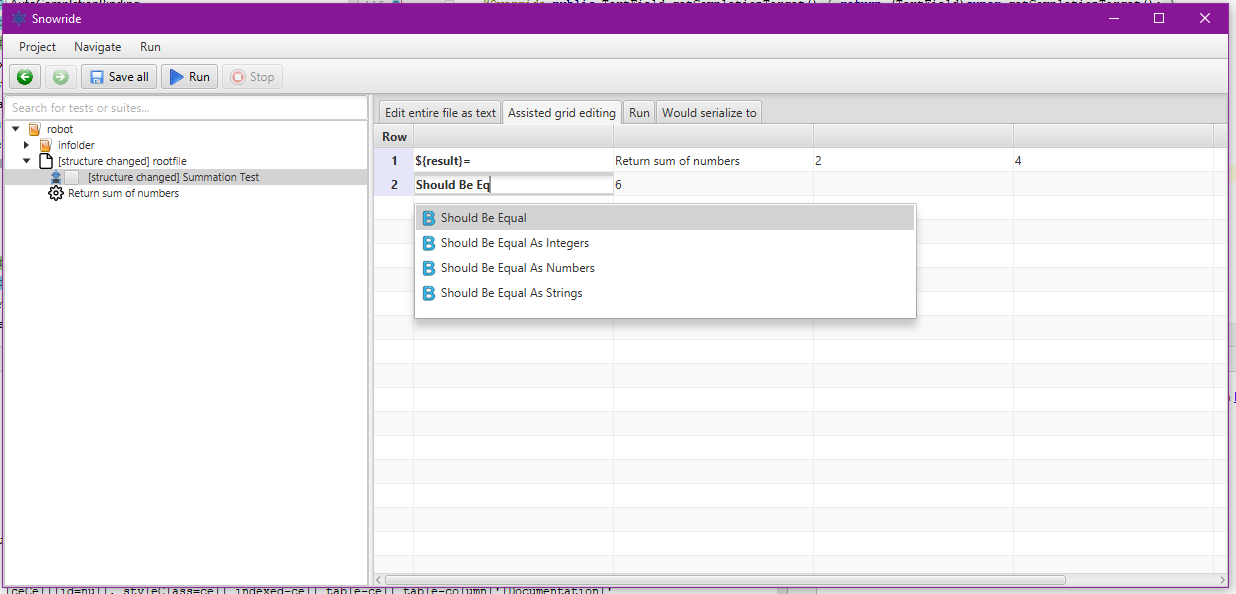 Snowride
Project Navigate Run
Save all Run Stop
Search for tests or suites...
Edit entire file as text Assisted grid editing Run Would serialize to
robot
infolder
[structure changed] rootfile
[structure changed] Summation Test
Return sum of numbers
Row
1 ${result}= Return sum of numbers 2 4
2 Should Be Eq 6
Should Be Equal
Should Be Equal As Integers
Should Be Equal As Numbers
Should Be Equal As Strings